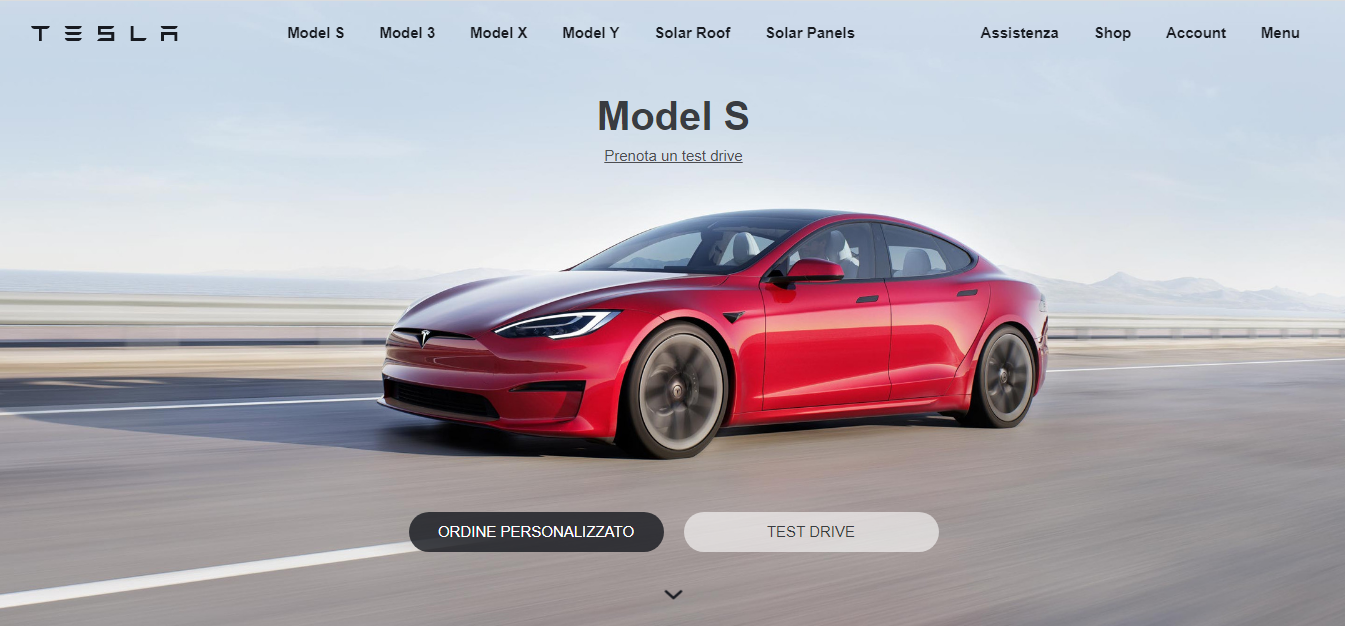 TESLA
Model S Model 3 Model X Model Y Solar Roof Solar Panels Assistenza Shop Account Menu
Model S
Prenota un test drive
ORDINE PERSONALIZZATO TEST DRIVE